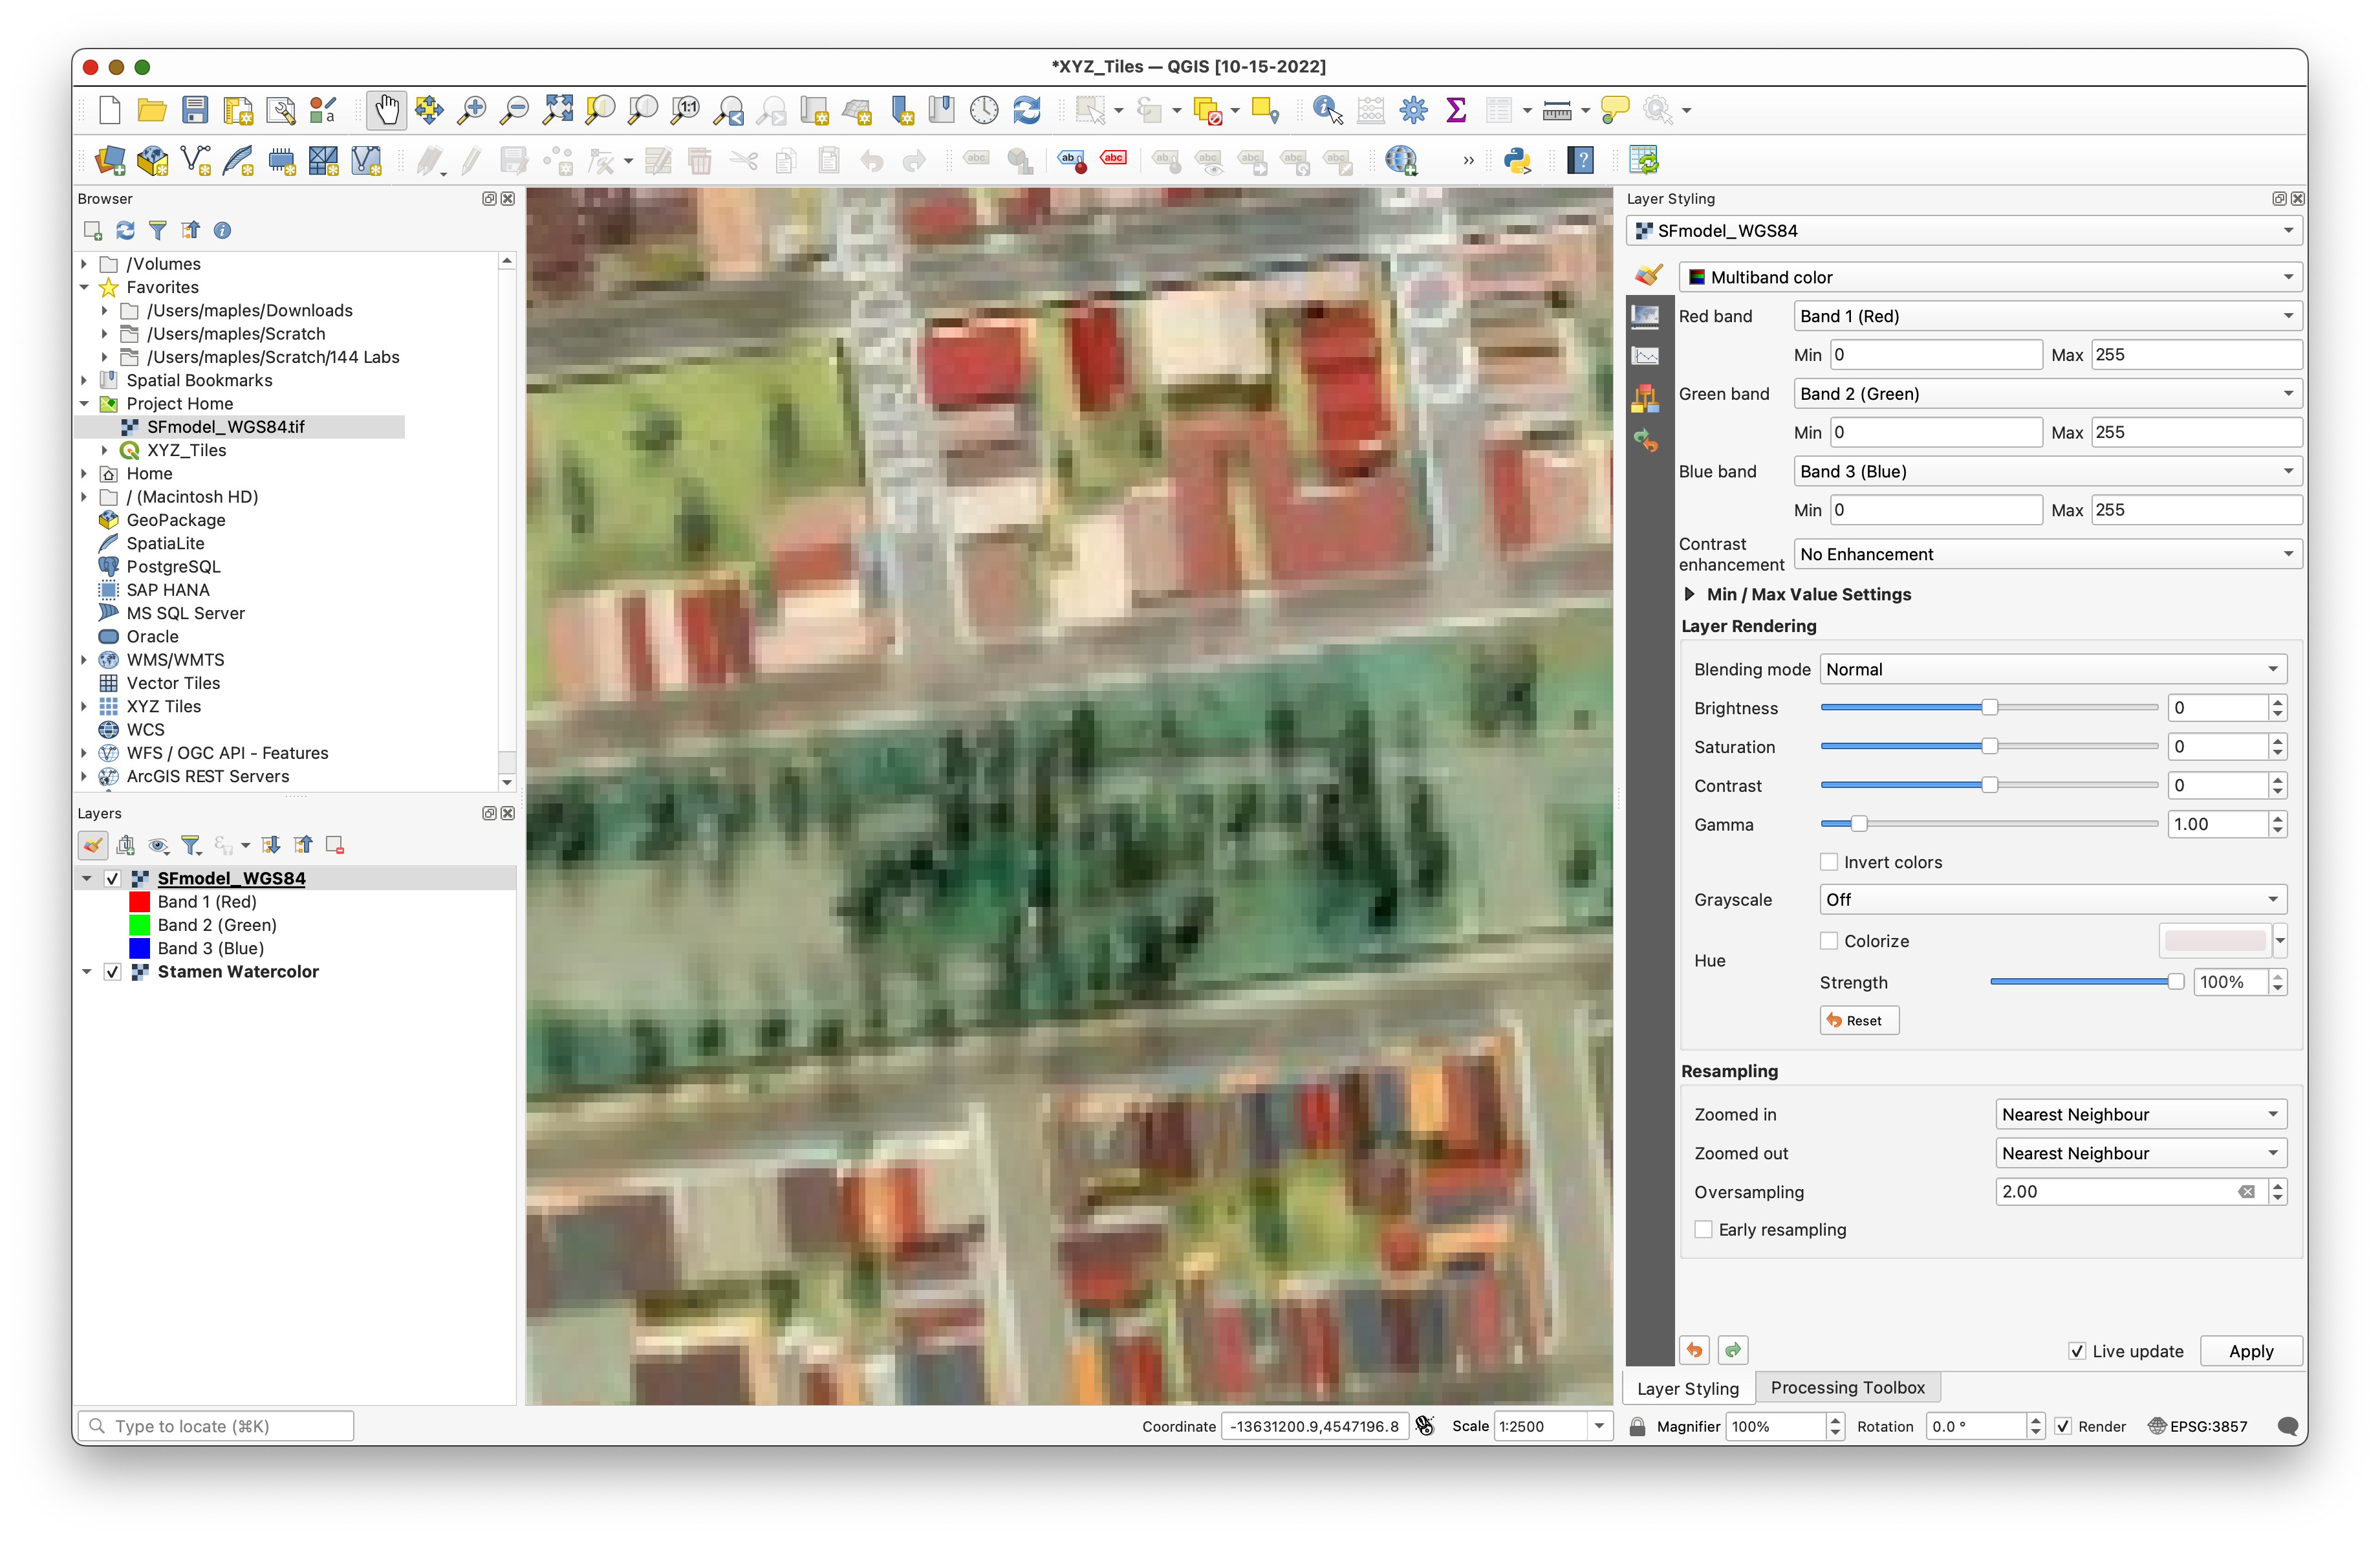 *XYZ_Tiles — QGIS [10-15-2022]
Browser
/Volumes
Favorites
/Users/maples/Downloads
/Users/maples/Scratch
/Users/maples/Scratch/144 Labs
Spatial Bookmarks
Project Home
SFmodel_WGS84.tif
XYZ_Tiles
Home
/ (Macintosh HD)
GeoPackage
SpatiaLite
PostgreSQL
SAP HANA
MS SQL Server
Oracle
WMS/WMTS
Vector Tiles
XYZ Tiles
WCS
WFS / OGC API - Features
ArcGIS REST Servers
Layers
SFmodel_WGS84
Band 1 (Red)
Band 2 (Green)
Band 3 (Blue)
Stamen Watercolor
Layer Styling
SFmodel_WGS84
Multiband color
Red band Band 1 (Red)
Min 0 Max 255
Green band Band 2 (Green)
Min 0 Max 255
Blue band Band 3 (Blue)
Min 0 Max 255
Contrast enhancement No Enhancement
Min / Max Value Settings
Layer Rendering
Blending mode Normal
Brightness 0
Saturation 0
Contrast 0
Gamma 1.00
Invert colors
Grayscale Off
Colorize
Hue
Strength 100%
Reset
Resampling
Zoomed in Nearest Neighbour
Zoomed out Nearest Neighbour
Oversampling 2.00
Early resampling
Live update Apply
Layer Styling Processing Toolbox
Type to locate (⌘K) Coordinate -13631200.9,4547196.8 Scale 1:2500 Magnifier 100% Rotation 0.0 ° Render EPSG:3857